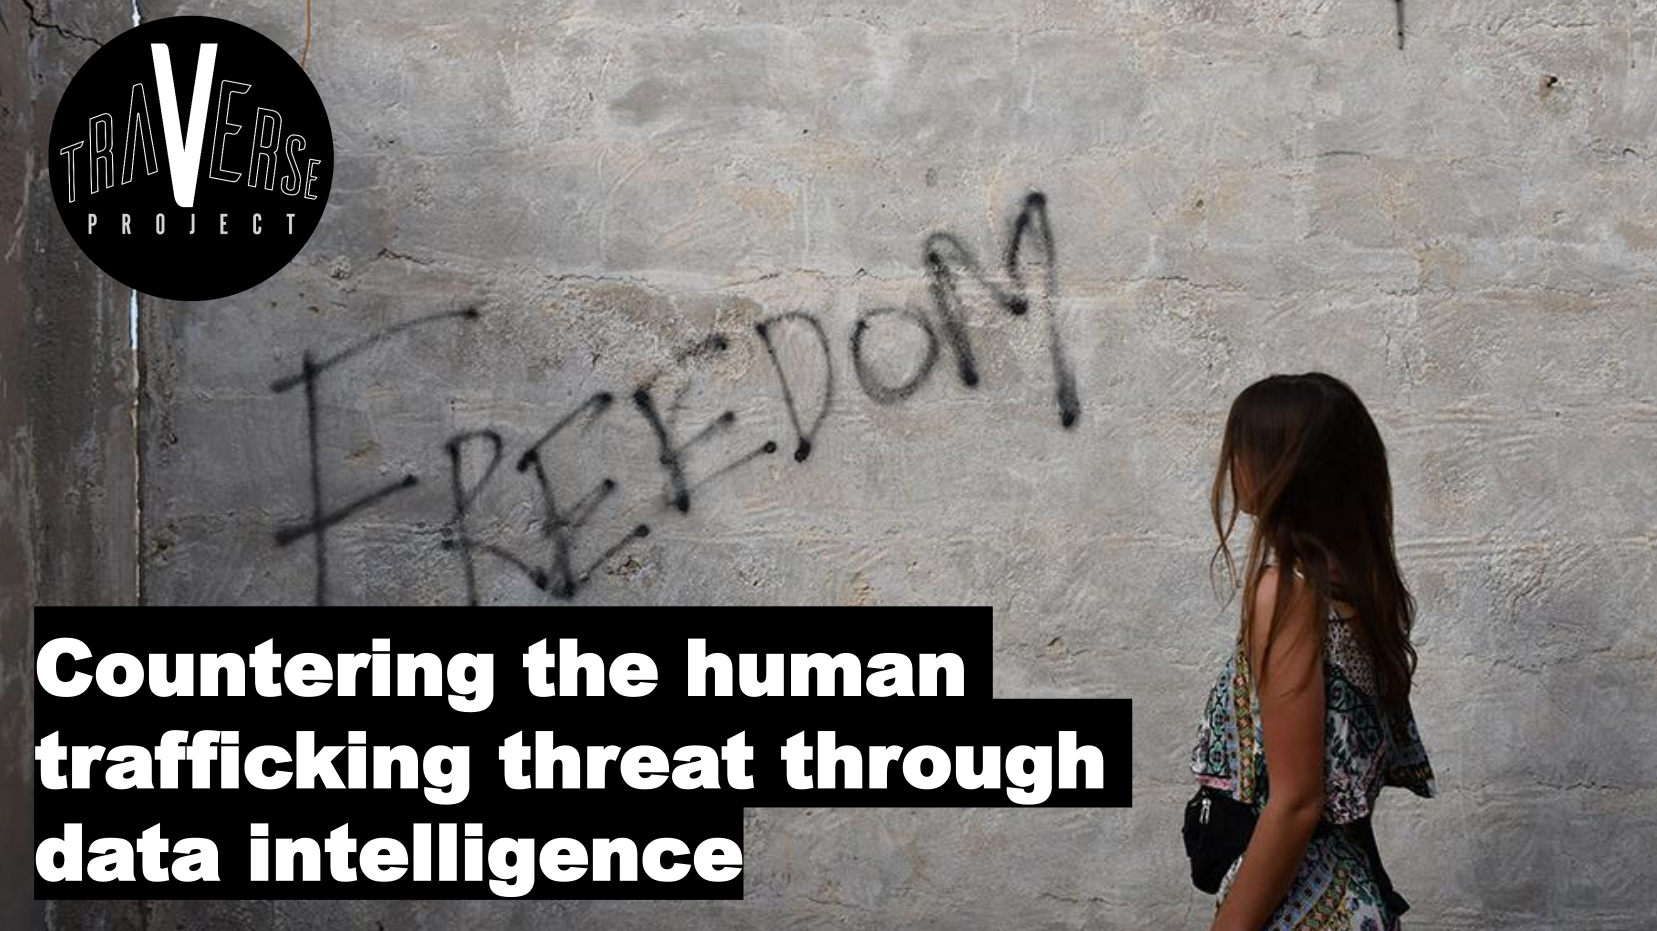 TRAVERSE
PROJECT
FREEDOM
Countering the human
trafficking threat through
data intelligence